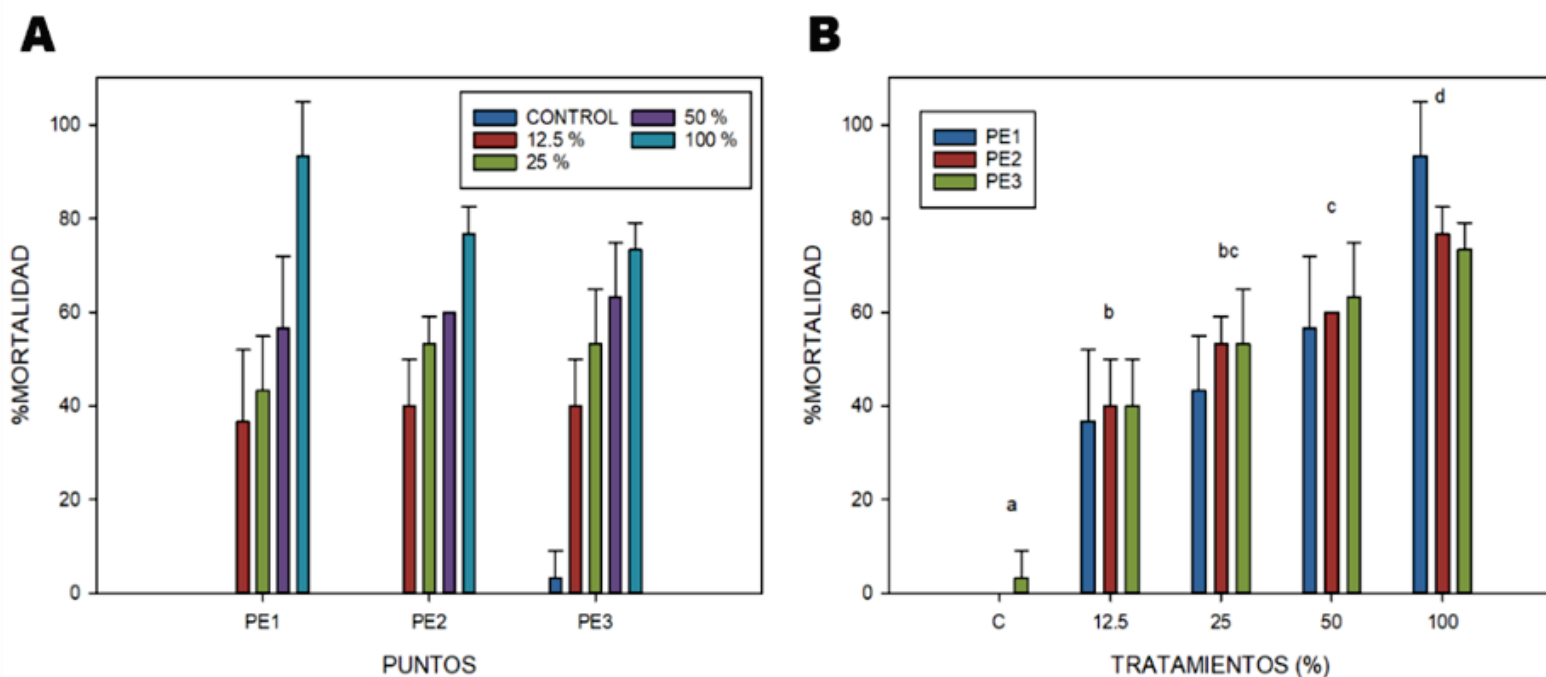 A
%MORTALIDAD
100
80
60
40
20
0
CONTROL
12.5 %
25 %
50 %
100 %
PE1 PE2 PE3
PUNTOS
B
%MORTALIDAD
100
80
60
40
20
0
PE1
PE2
PE3
a
b
bc
c
d
C 12.5 25 50 100
TRATAMIENTOS (%)